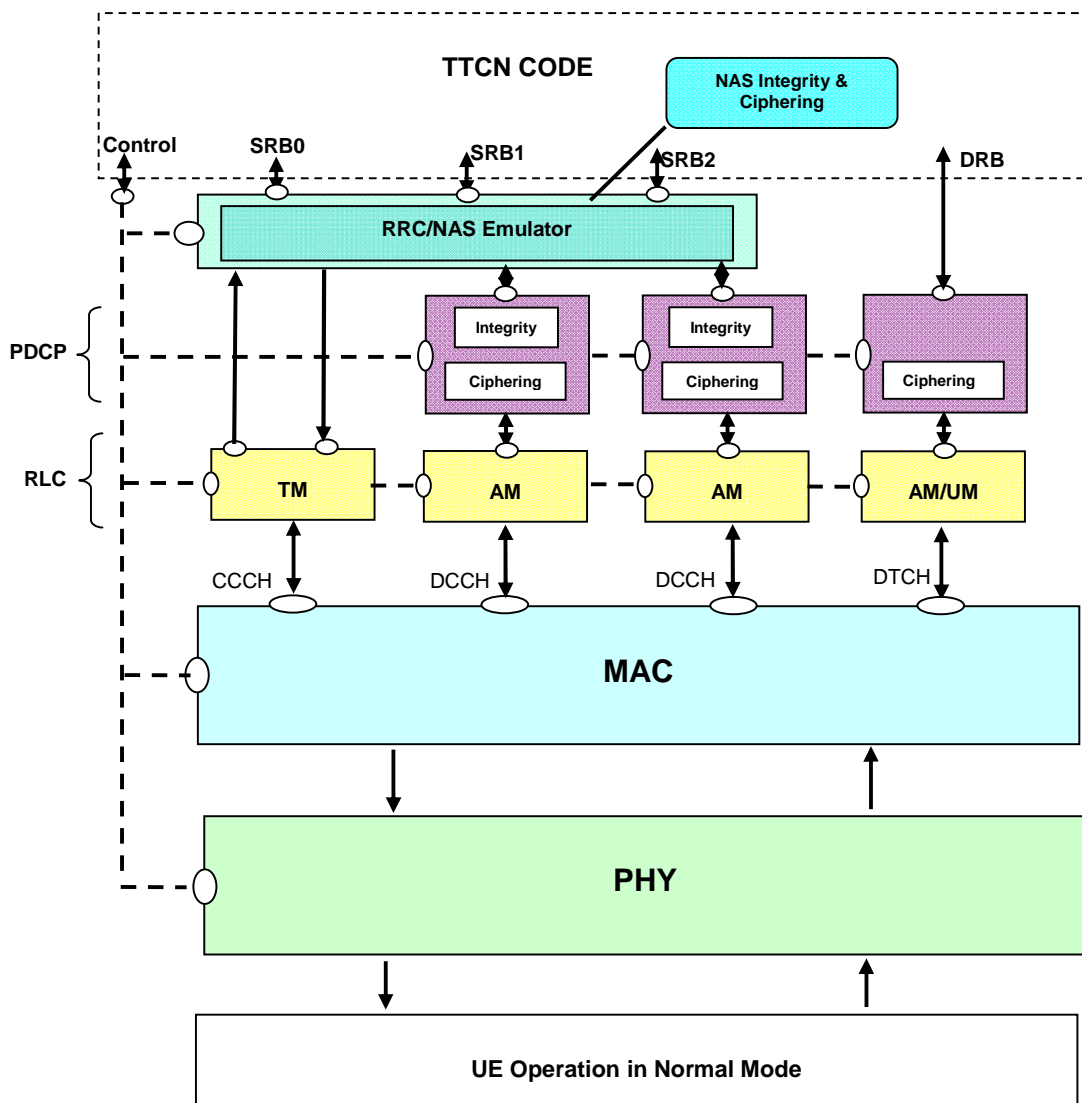 TTCN CODE
NAS Integrity &
Ciphering
Control
SRB0
SRB1
SRB2
DRB
RRC/NAS Emulator
PDCP
Integrity
Integrity
Ciphering
Ciphering
Ciphering
RLC
TM
AM
AM
AM/UM
CCCH
DCCH
DCCH
DTCH
MAC
PHY
UE Operation in Normal Mode